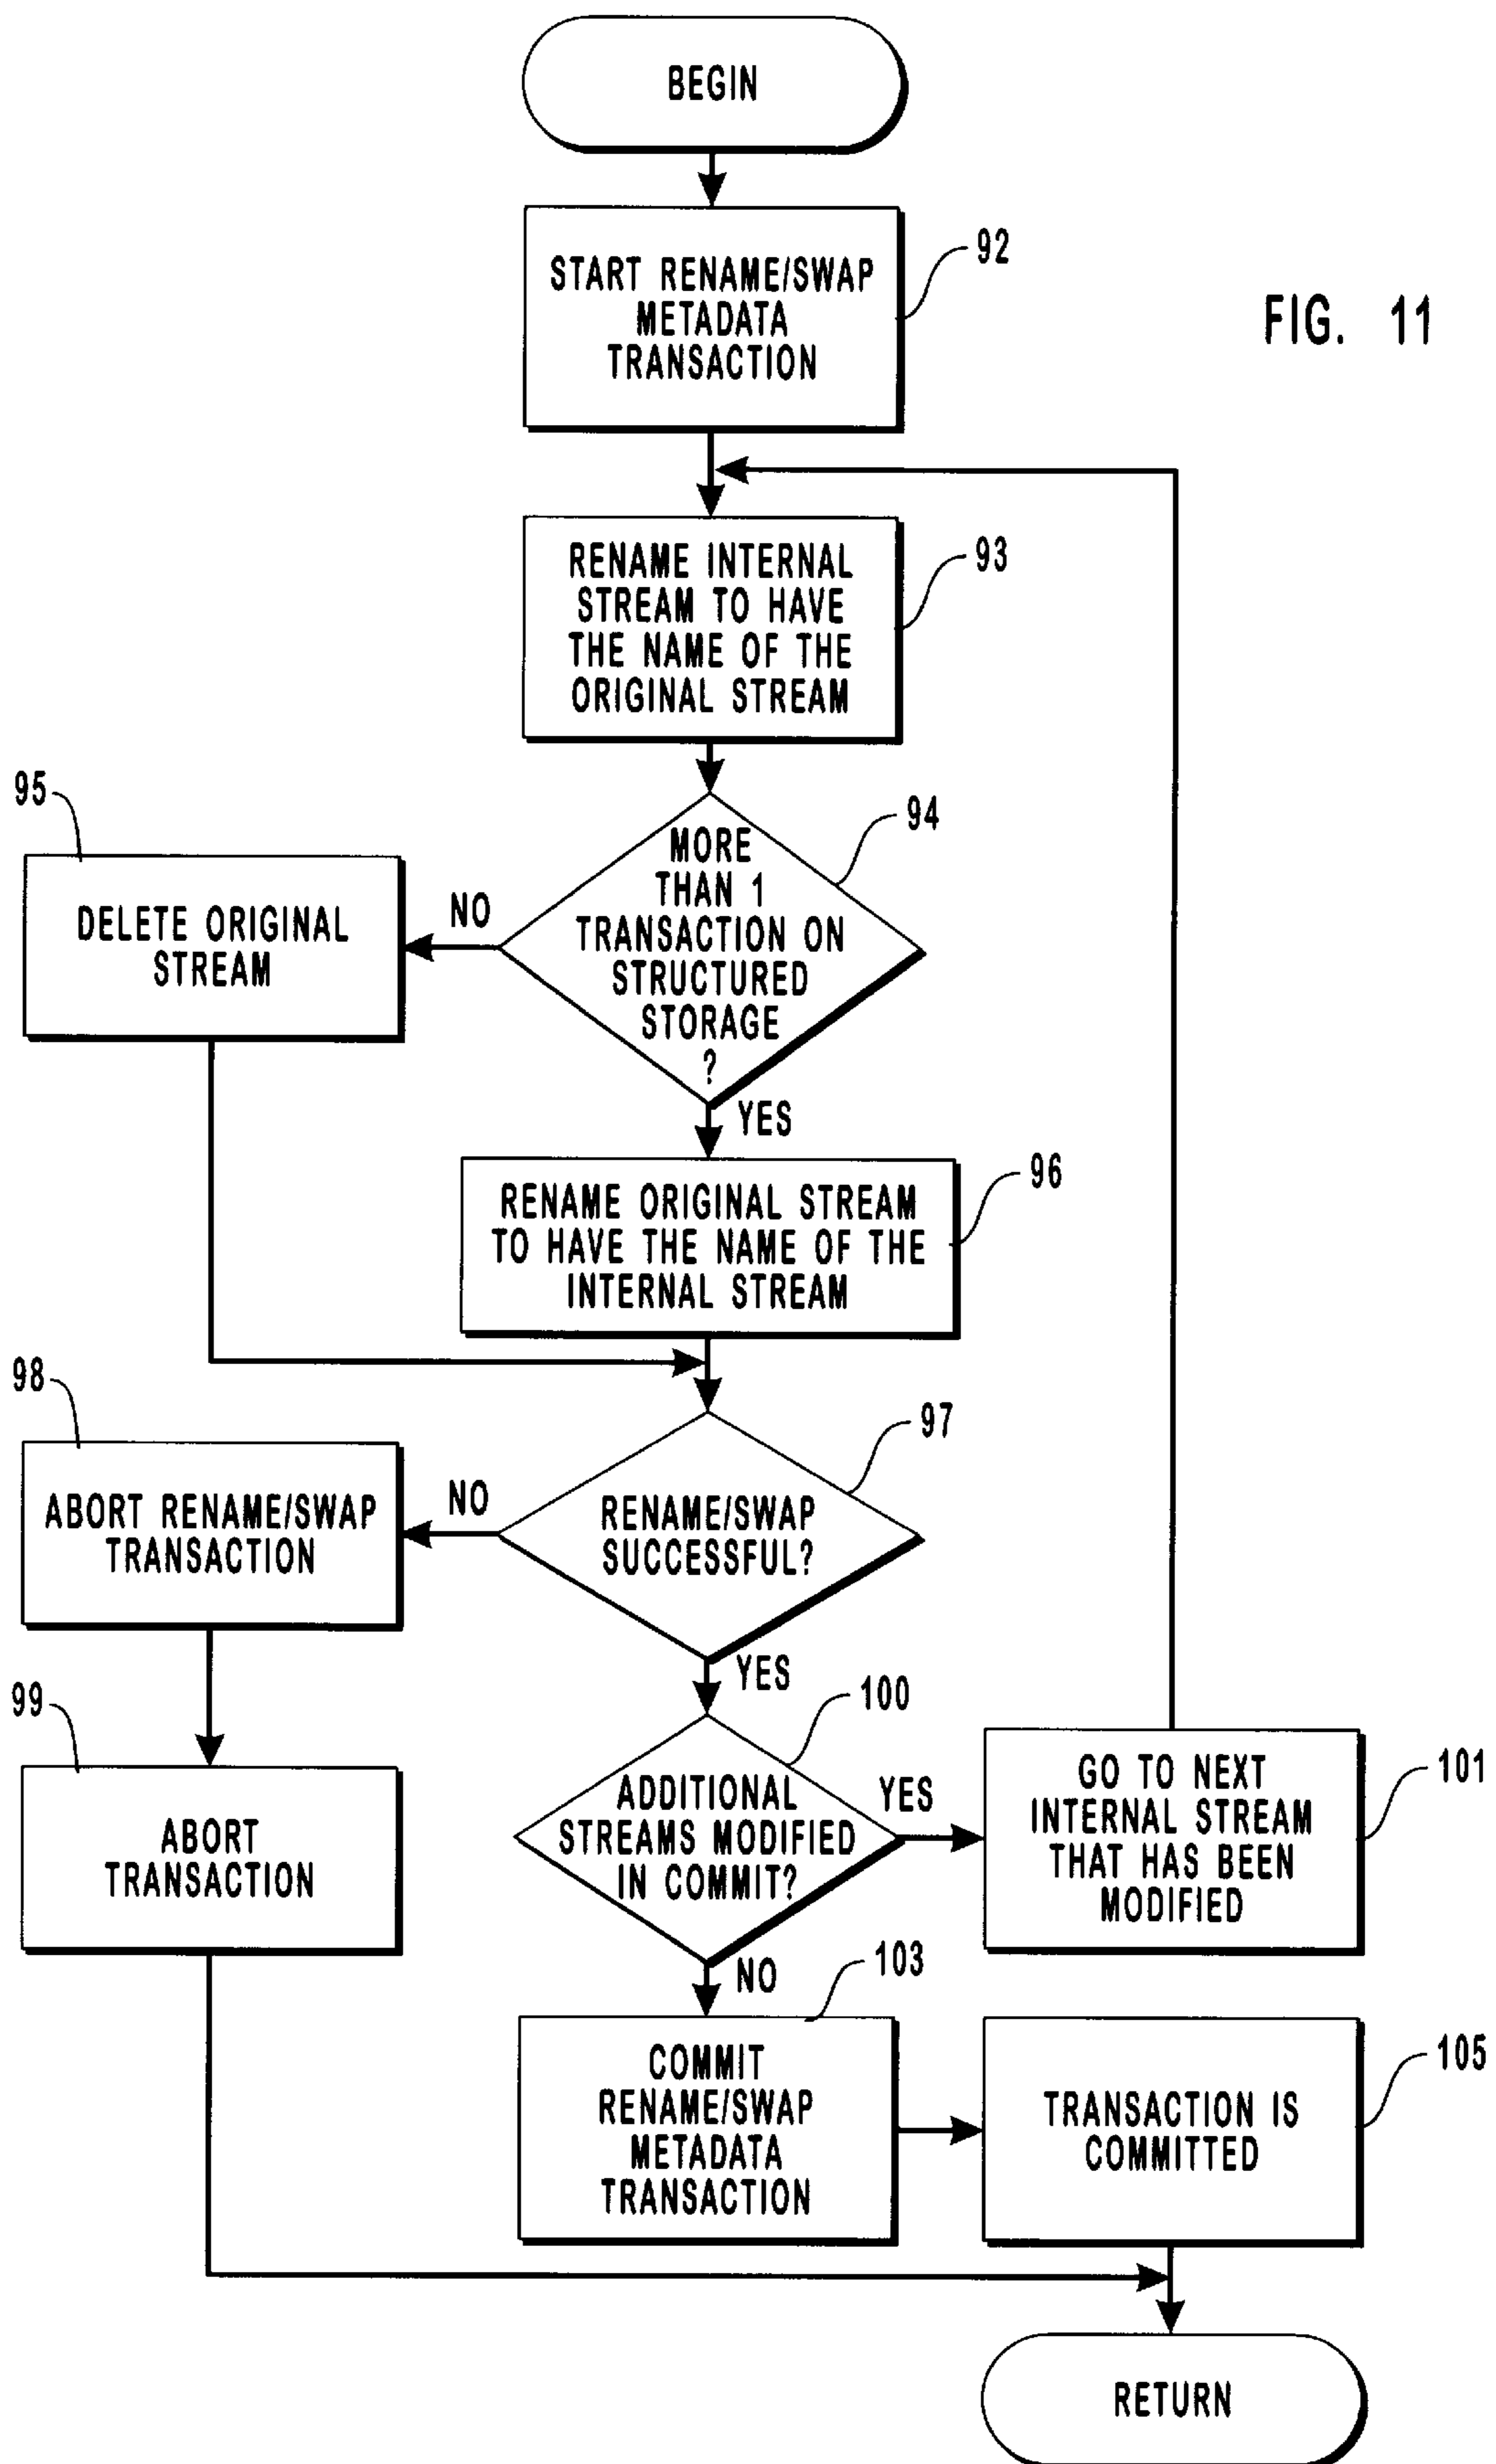 BEGIN
92
START RENAME/SWAP
METADATA
TRANSACTION
FIG. 11
93
RENAME INTERNAL
STREAM TO HAVE
THE NAME OF THE
ORIGINAL STREAM
94
MORE
THAN 1
TRANSACTION ON
STRUCTURED
STORAGE
?
95
NO
DELETE ORIGINAL
STREAM
YES
96
RENAME ORIGINAL STREAM
TO HAVE THE NAME OF THE
INTERNAL STREAM
97
RENAME/SWAP
SUCCESSFUL?
98
NO
ABORT RENAME/SWAP
TRANSACTION
YES
99
ABORT
TRANSACTION
100
ADDITIONAL
STREAMS MODIFIED
IN COMMIT?
YES
101
GO TO NEXT
INTERNAL STREAM
THAT HAS BEEN
MODIFIED
NO
103
COMMIT
RENAME/SWAP
METADATA
TRANSACTION
105
TRANSACTION IS
COMMITTED
RETURN